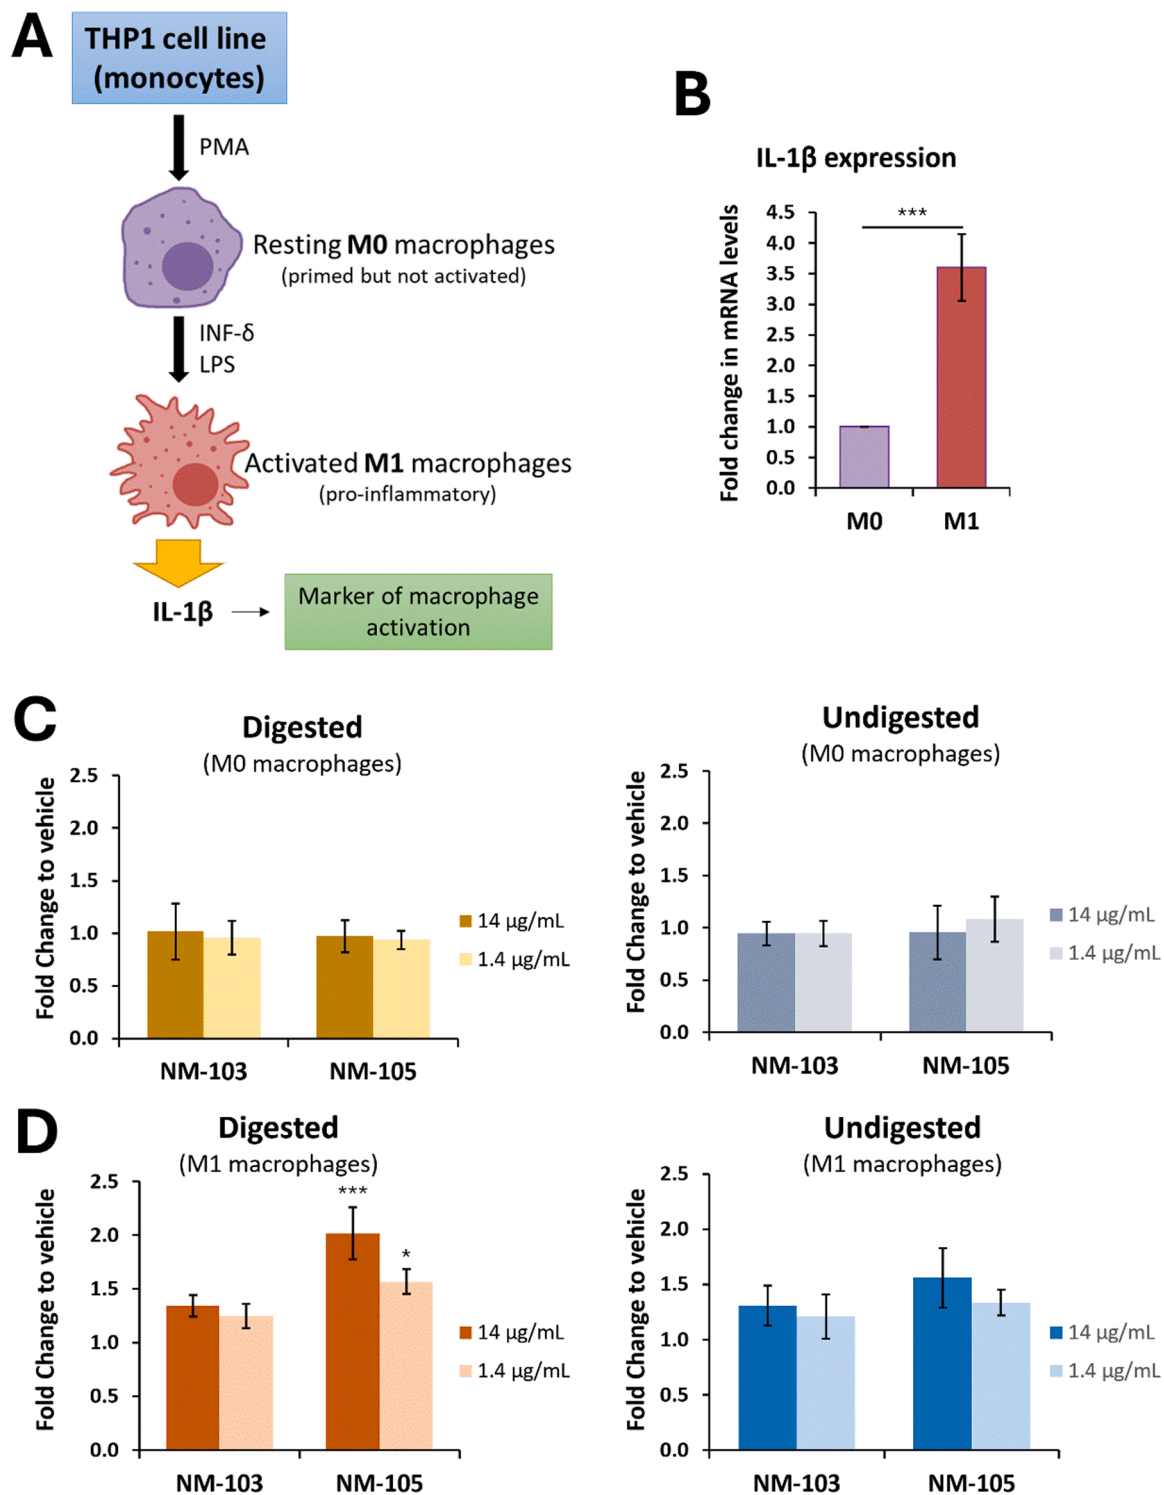 A
THP1 cell line
(monocytes)
PMA
Resting M0 macrophages
(primed but not activated)
INF-δ
LPS
Activated M1 macrophages
(pro-inflammatory)
IL-1β
Marker of macrophage
activation
B
IL-1β expression
Fold change in mRNA levels
4.5
4.0
3.5
3.0
2.5
2.0
1.5
1.0
0.5
0.0
***
M0
M1
C
Digested
(M0 macrophages)
Fold Change to vehicle
2.5
2.0
1.5
1.0
0.5
0.0
NM-103
NM-105
14 µg/mL
1.4 µg/mL
Undigested
(M0 macrophages)
Fold Change to vehicle
2.5
2.0
1.5
1.0
0.5
0.0
NM-103
NM-105
14 µg/mL
1.4 µg/mL
D
Digested
(M1 macrophages)
Fold Change to vehicle
2.5
2.0
1.5
1.0
0.5
0.0
***
*
NM-103
NM-105
14 µg/mL
1.4 µg/mL
Undigested
(M1 macrophages)
Fold Change to vehicle
2.5
2.0
1.5
1.0
0.5
0.0
NM-103
NM-105
14 µg/mL
1.4 µg/mL